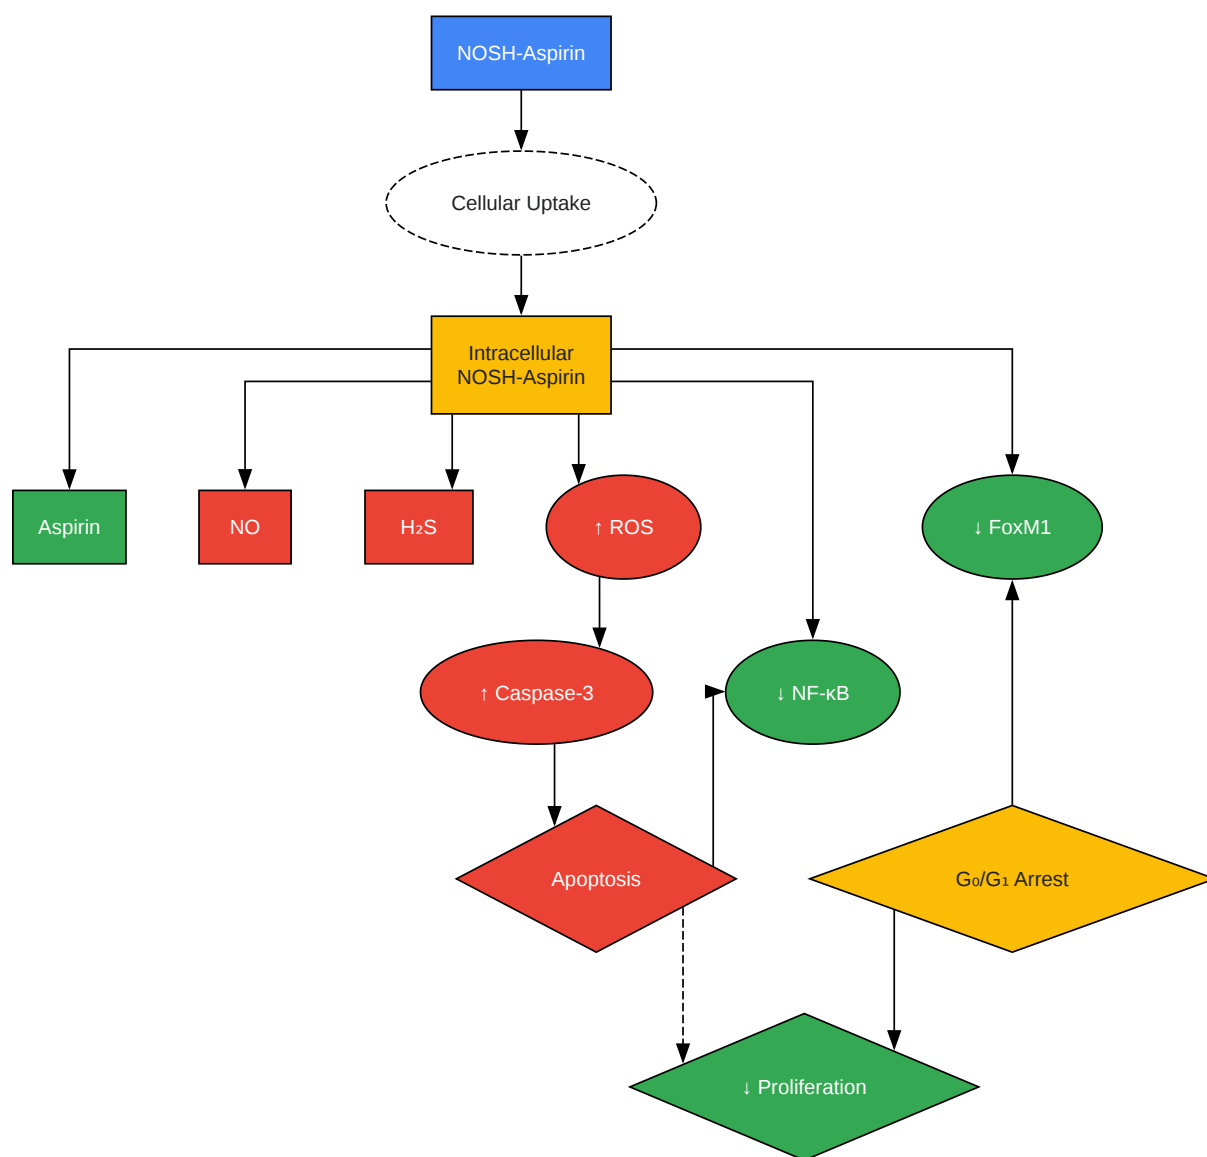 NOSH-Aspirin
Cellular Uptake
Intracellular
NOSH-Aspirin
Aspirin
NO
H₂S
↑ ROS
↓ FoxM1
↑ Caspase-3
↓ NF-κB
Apoptosis
G₀/G₁ Arrest
↓ Proliferation